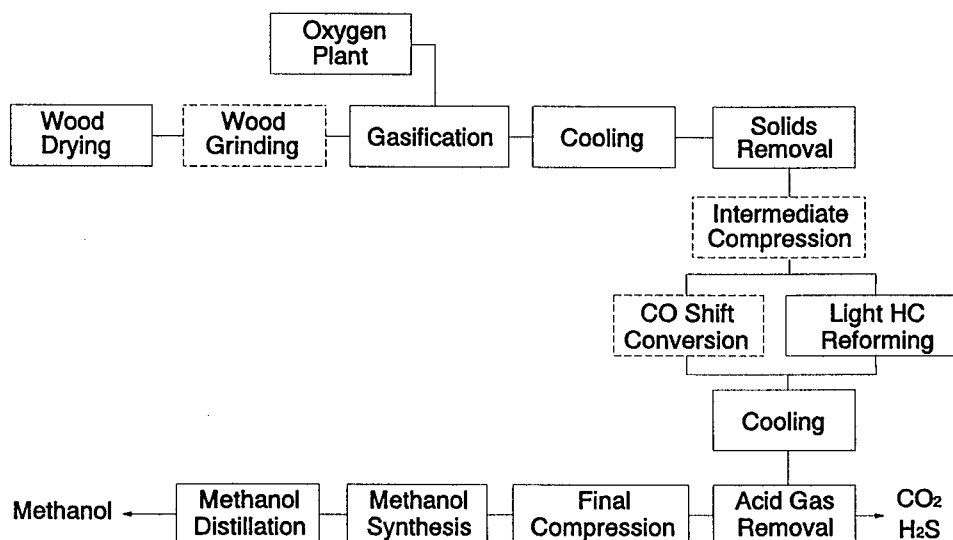 Oxygen
Plant
Wood
Drying
Wood
Grinding
Gasification
Cooling
Solids
Removal
Intermediate
Compression
CO Shift
Conversion
Light HC
Reforming
Cooling
Methanol
Methanol
Distillation
Methanol
Synthesis
Final
Compression
Acid Gas
Removal
CO₂
H₂S